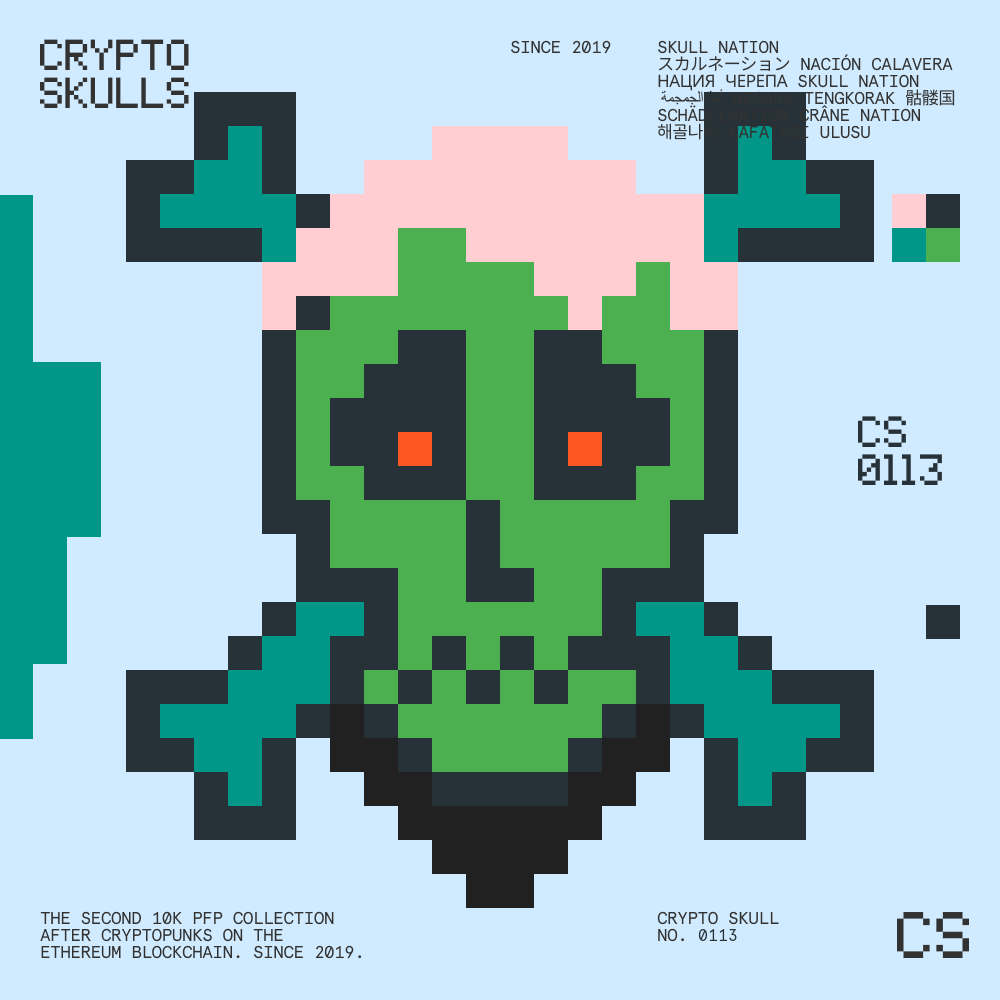 CRYPTO
SKULLS
SINCE 2019
SKULL NATION
スカルネーション NACIÓN CALAVERA
НАЦИЯ ЧЕРЕПА SKULL NATION
الجمجمة TENGKORAK 骷髅国
CRÂNE NATION
해골 ULUSU
CS
0113
THE SECOND 10K PFP COLLECTION
AFTER CRYPTOPUNKS ON THE
ETHEREUM BLOCKCHAIN. SINCE 2019.
CRYPTO SKULL
NO. 0113
CS